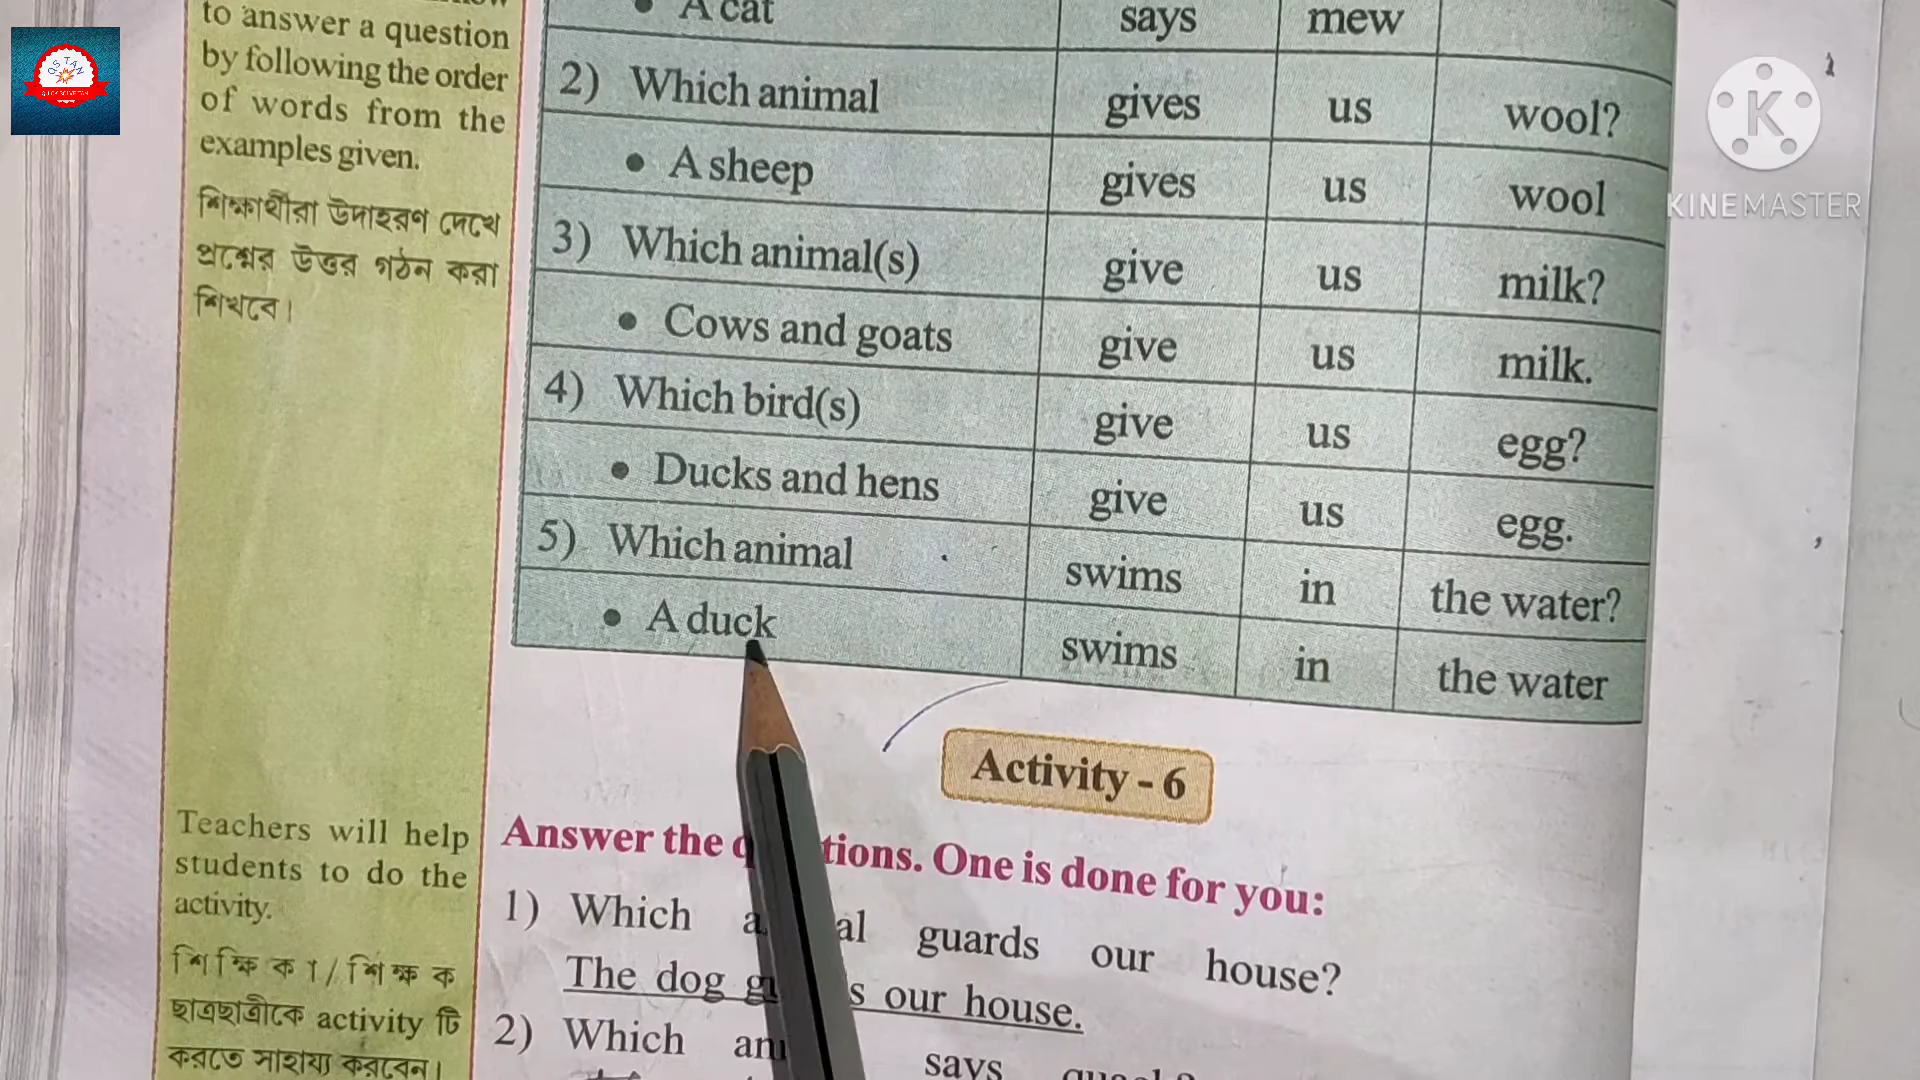 to answer a question
by following the order
of words from the
examples given.
শিক্ষার্থীরা উদাহরণ দেখে
প্রশ্নের উত্তর গঠন করা
শিখবে।
Teachers will help
students to do the
activity.
শিক্ষিকা/শিক্ষক
ছাত্রছাত্রীকে activity টি
করতে সাহায্য করবেন।
• A cat says mew
2) Which animal gives us wool?
• A sheep gives us wool
3) Which animal(s) give us milk?
• Cows and goats give us milk.
4) Which bird(s) give us egg?
• Ducks and hens give us egg.
5) Which animal swims in the water?
• A duck swims in the water
Activity - 6
Answer the tions. One is done for you:
1) Which al guards our house?
The dog s our house.
2) Which says
K
KINEMASTER